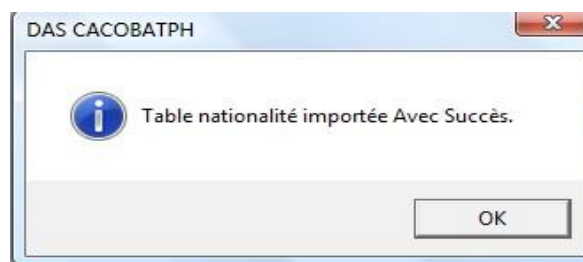 DAS CACOBATPH
Table nationalité importée Avec Succès.
OK